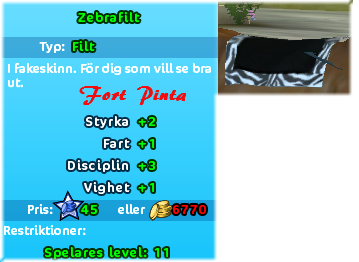 Zebrafilt
Typ: Filt
I fakeskinn. För dig som vill se bra
ut.
Fort Pinta
Styrka +2
Fart +1
Disciplin +3
Vighet +1
Pris: 45 eller 6770
Restriktioner:
Spelares level: 11